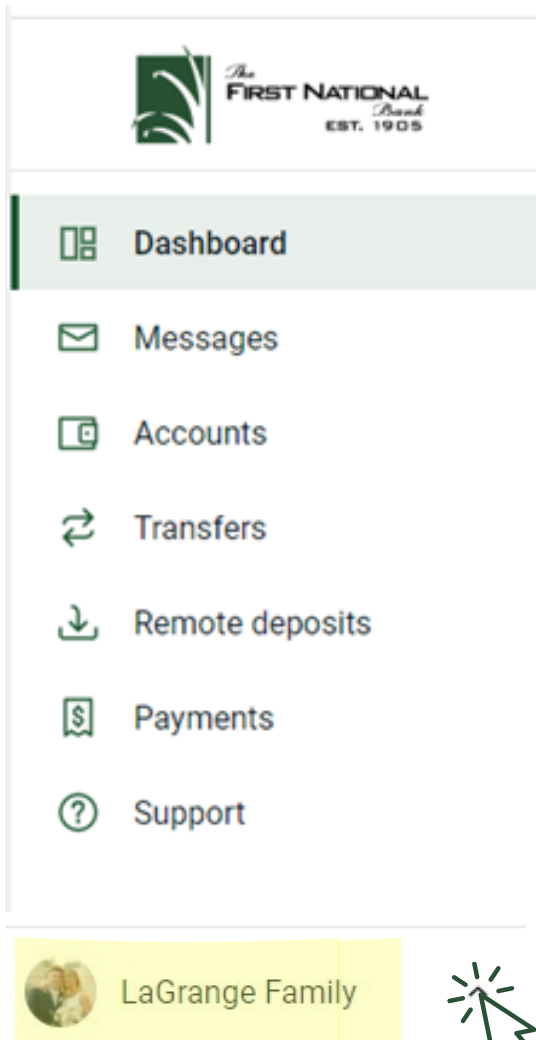 The
FIRST NATIONAL
Bank
EST. 1905
Dashboard
Messages
Accounts
Transfers
Remote deposits
Payments
Support
LaGrange Family